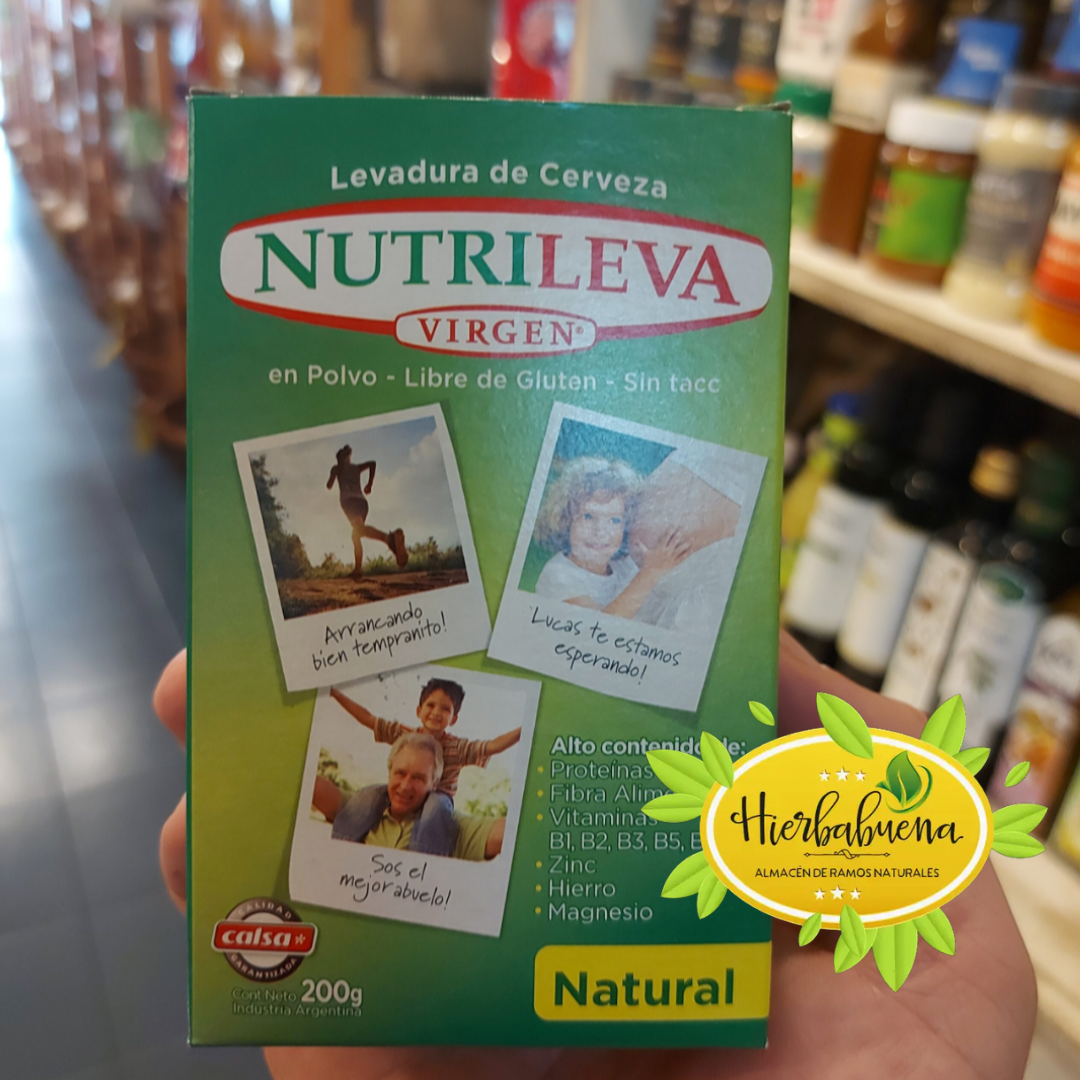 Levadura de Cerveza
NUTRILEVA
VIRGEN®
en Polvo - Libre de Gluten - Sin tacc
Arrancando
bien tempranito!
Lucas te estamos
esperando!
Sos el
mejor abuelo!
Alto contenido de:
• Proteínas
• Fibra
• Vitaminas
B1, B2, B3, B5,
• Zinc
• Hierro
• Magnesio
CALIDAD
calsa*
GARANTIZADA
Cont Neto 200g
Industria Argentina
Natural
Hierbabuena
ALMACÉN DE RAMOS NATURALES